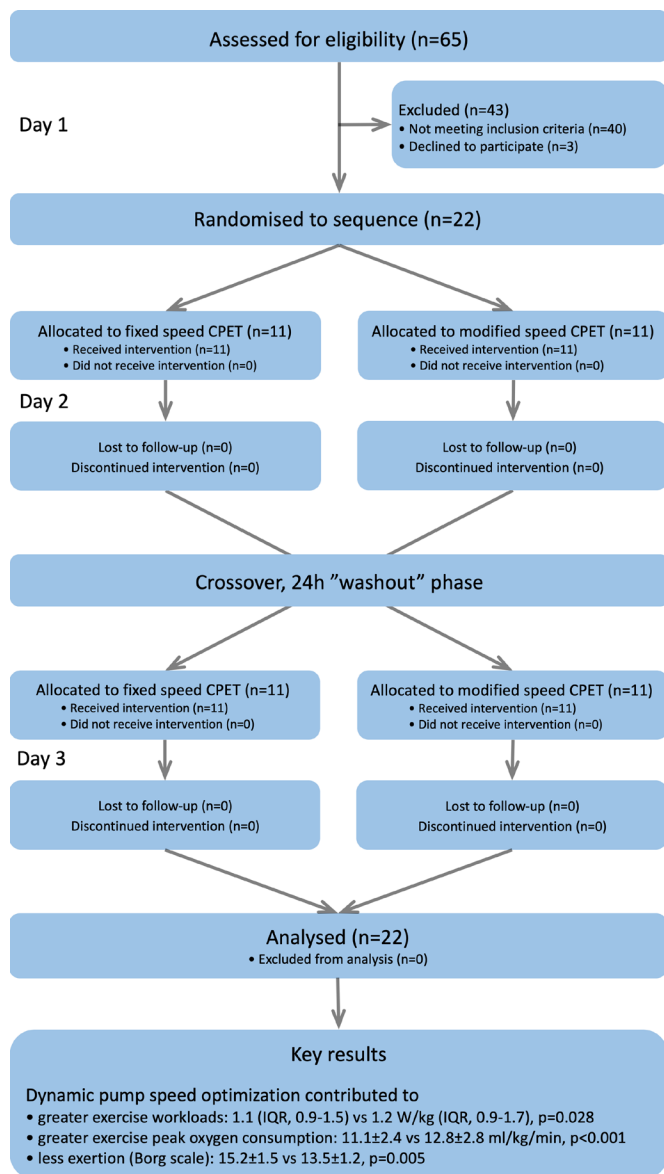 Assessed for eligibility (n=65)
Day 1
Excluded (n=43)
• Not meeting inclusion criteria (n=40)
• Declined to participate (n=3)
Randomised to sequence (n=22)
Allocated to fixed speed CPET (n=11)
• Received intervention (n=11)
• Did not receive intervention (n=0)
Allocated to modified speed CPET (n=11)
• Received intervention (n=11)
• Did not receive intervention (n=0)
Day 2
Lost to follow-up (n=0)
Discontinued intervention (n=0)
Lost to follow-up (n=0)
Discontinued intervention (n=0)
Crossover, 24h ”washout” phase
Allocated to fixed speed CPET (n=11)
• Received intervention (n=11)
• Did not receive intervention (n=0)
Allocated to modified speed CPET (n=11)
• Received intervention (n=11)
• Did not receive intervention (n=0)
Day 3
Lost to follow-up (n=0)
Discontinued intervention (n=0)
Lost to follow-up (n=0)
Discontinued intervention (n=0)
Analysed (n=22)
• Excluded from analysis (n=0)
Key results
Dynamic pump speed optimization contributed to
• greater exercise workloads: 1.1 (IQR, 0.9-1.5) vs 1.2 W/kg (IQR, 0.9-1.7), p=0.028
• greater exercise peak oxygen consumption: 11.1±2.4 vs 12.8±2.8 ml/kg/min, p<0.001
• less exertion (Borg scale): 15.2±1.5 vs 13.5±1.2, p=0.005